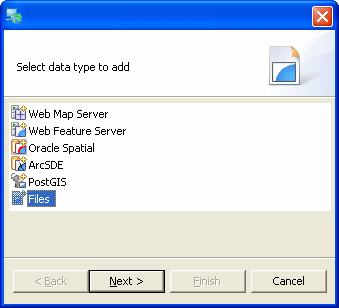 Select data type to add
Web Map Server
Web Feature Server
Oracle Spatial
ArcSDE
PostGIS
Files
< Back
Next >
Finish
Cancel